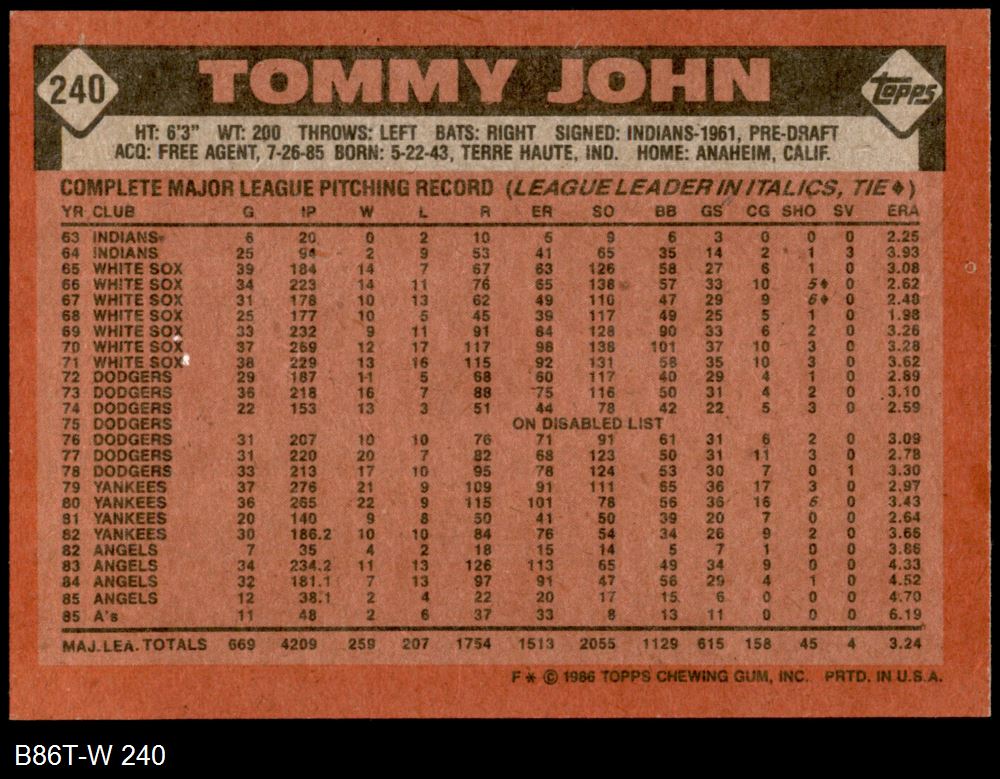 240 TOMMY JOHN Topps
HT: 6'3" WT: 200 THROWS: LEFT BATS: RIGHT SIGNED: INDIANS-1961, PRE-DRAFT
ACQ: FREE AGENT, 7-26-85 BORN: 5-22-43, TERRE HAUTE, IND. HOME: ANAHEIM, CALIF.
COMPLETE MAJOR LEAGUE PITCHING RECORD (LEAGUE LEADER IN ITALICS, TIE♦)
YR CLUB G IP W L R ER SO BB GS CG SHO SV ERA
63 INDIANS 6 20 0 2 10 5 9 6 3 0 0 0 2.25
64 INDIANS 25 94 2 9 53 41 65 35 14 2 1 3 3.93
65 WHITE SOX 39 184 14 7 67 63 126 58 27 6 1 0 3.08
66 WHITE SOX 34 223 14 11 76 65 138 57 33 10 5♦ 0 2.62
67 WHITE SOX 31 178 10 13 62 49 110 47 29 9 6♦ 0 2.48
68 WHITE SOX 25 177 10 5 45 39 117 49 25 5 1 0 1.98
69 WHITE SOX 33 232 9 11 91 84 128 90 33 6 2 0 3.26
70 WHITE SOX 37 269 12 17 117 98 138 101 37 10 3 0 3.28
71 WHITE SOX 38 229 13 16 115 92 131 58 35 10 3 0 3.62
72 DODGERS 29 187 11 5 68 60 117 40 29 4 1 0 2.89
73 DODGERS 36 218 16 7 88 75 116 50 31 4 2 0 3.10
74 DODGERS 22 153 13 3 51 44 78 42 22 5 3 0 2.59
75 DODGERS ON DISABLED LIST
76 DODGERS 31 207 10 10 76 71 91 61 31 6 2 0 3.09
77 DODGERS 31 220 20 7 82 68 123 50 31 11 3 0 2.78
78 DODGERS 33 213 17 10 95 78 124 53 30 7 0 1 3.30
79 YANKEES 37 276 21 9 109 91 111 65 36 17 3 0 2.97
80 YANKEES 36 265 22 9 115 101 78 56 36 16 6 0 3.43
81 YANKEES 20 140 9 8 50 41 50 39 20 7 0 0 2.64
82 YANKEES 30 186.2 10 10 84 76 54 34 26 9 2 0 3.66
82 ANGELS 7 35 4 2 18 15 14 5 7 1 0 0 3.86
83 ANGELS 34 234.2 11 13 126 113 65 49 34 9 0 0 4.33
84 ANGELS 32 181.1 7 13 97 91 47 56 29 4 1 0 4.52
85 ANGELS 12 38.1 2 4 22 20 17 15 6 0 0 0 4.70
85 A's 11 48 2 6 37 33 8 13 11 0 0 0 6.19
MAJ. LEA. TOTALS 669 4209 259 207 1754 1513 2055 1129 615 158 45 4 3.24
F * © 1986 TOPPS CHEWING GUM, INC. PRTD. IN U.S.A.
B86T-W 240